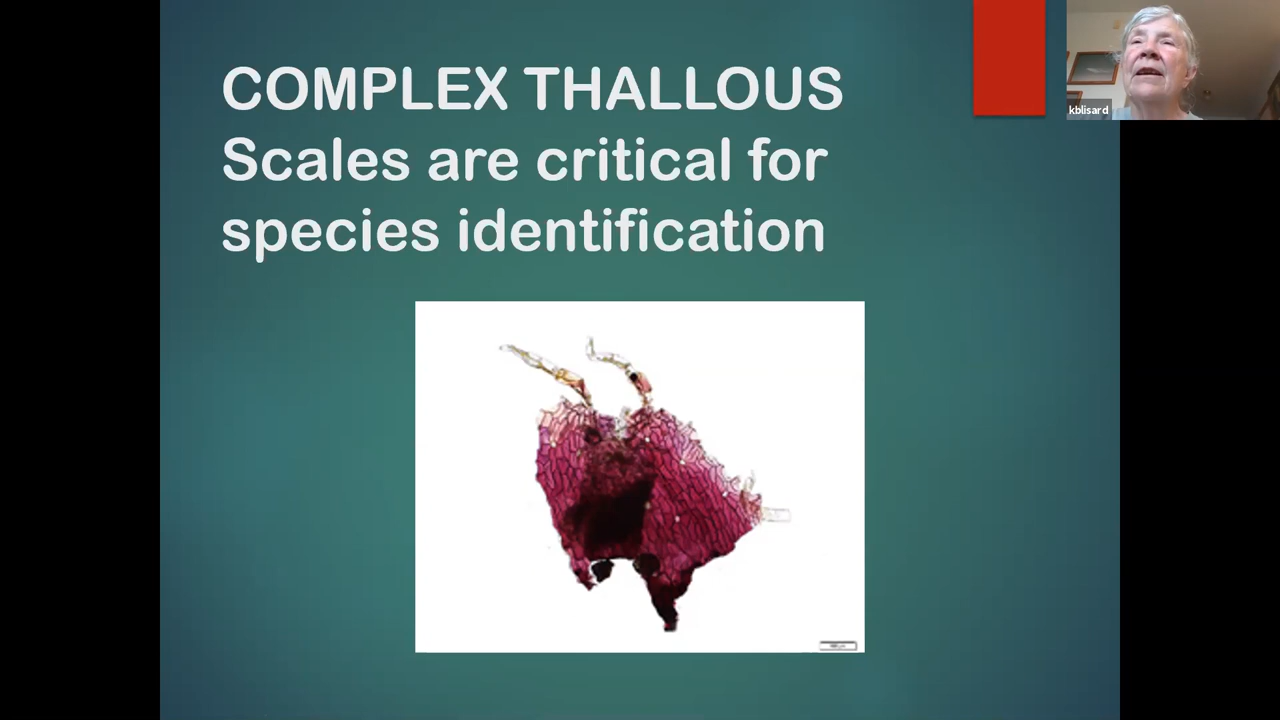 COMPLEX THALLOUS
Scales are critical for
species identification
kblisard